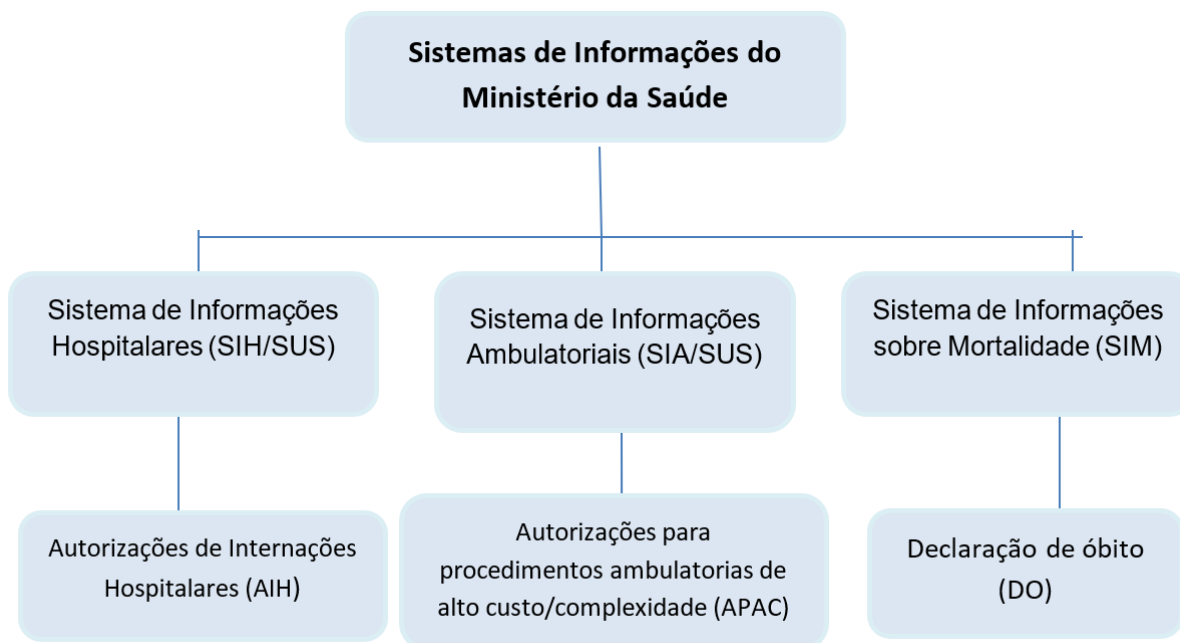 Sistemas de Informações do
Ministério da Saúde
Sistema de Informações
Hospitalares (SIH/SUS)
Sistema de Informações
Ambulatoriais (SIA/SUS)
Sistema de Informações
sobre Mortalidade (SIM)
Autorizações de Internações
Hospitalares (AIH)
Autorizações para
procedimentos ambulatorias de
alto custo/complexidade (APAC)
Declaração de óbito
(DO)